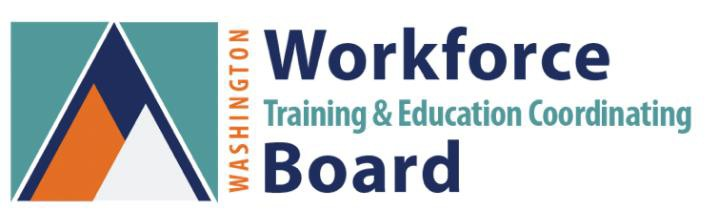 WASHINGTON
Workforce
Training & Education Coordinating
Board